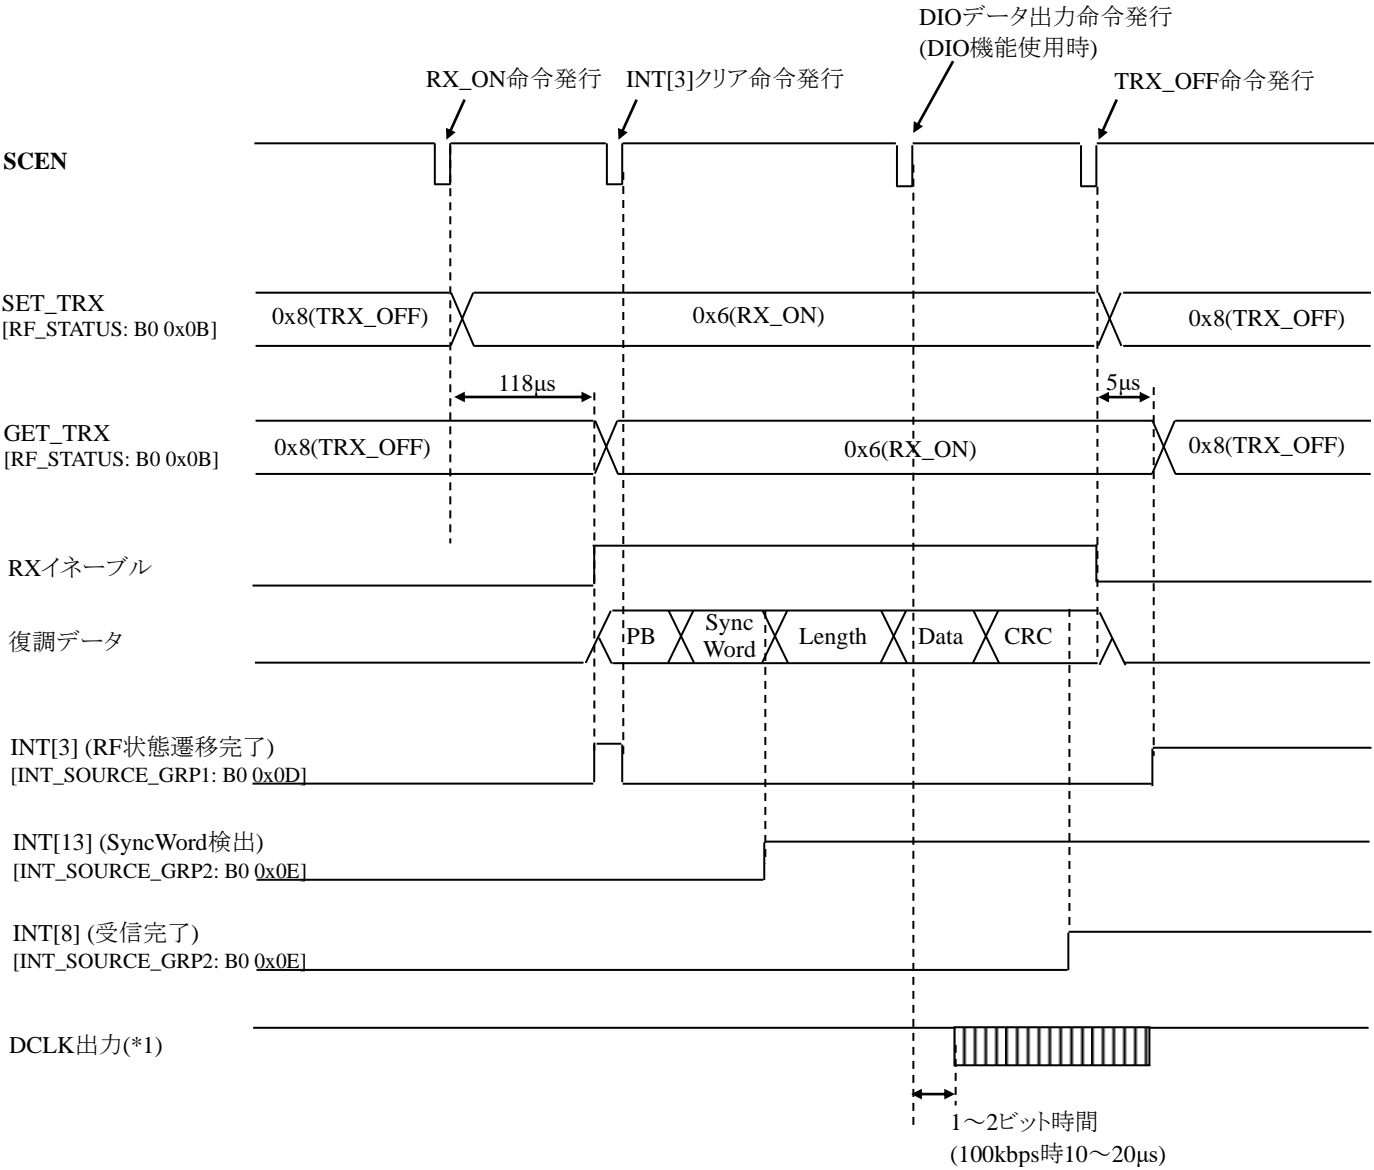 DIOデータ出力命令発行
(DIO機能使用時)
RX_ON命令発行
INT[3]クリア命令発行
TRX_OFF命令発行
SCEN
SET_TRX
[RF_STATUS: B0 0x0B]
0x8(TRX_OFF)
0x6(RX_ON)
0x8(TRX_OFF)
118μs
5μs
GET_TRX
[RF_STATUS: B0 0x0B]
0x8(TRX_OFF)
0x6(RX_ON)
0x8(TRX_OFF)
RXイネーブル
復調データ
PB
Sync
Word
Length
Data
CRC
INT[3] (RF状態遷移完了)
[INT_SOURCE_GRP1: B0 0x0D]
INT[13] (SyncWord検出)
[INT_SOURCE_GRP2: B0 0x0E]
INT[8] (受信完了)
[INT_SOURCE_GRP2: B0 0x0E]
DCLK出力(*1)
1～2ビット時間
(100kbps時10～20μs)